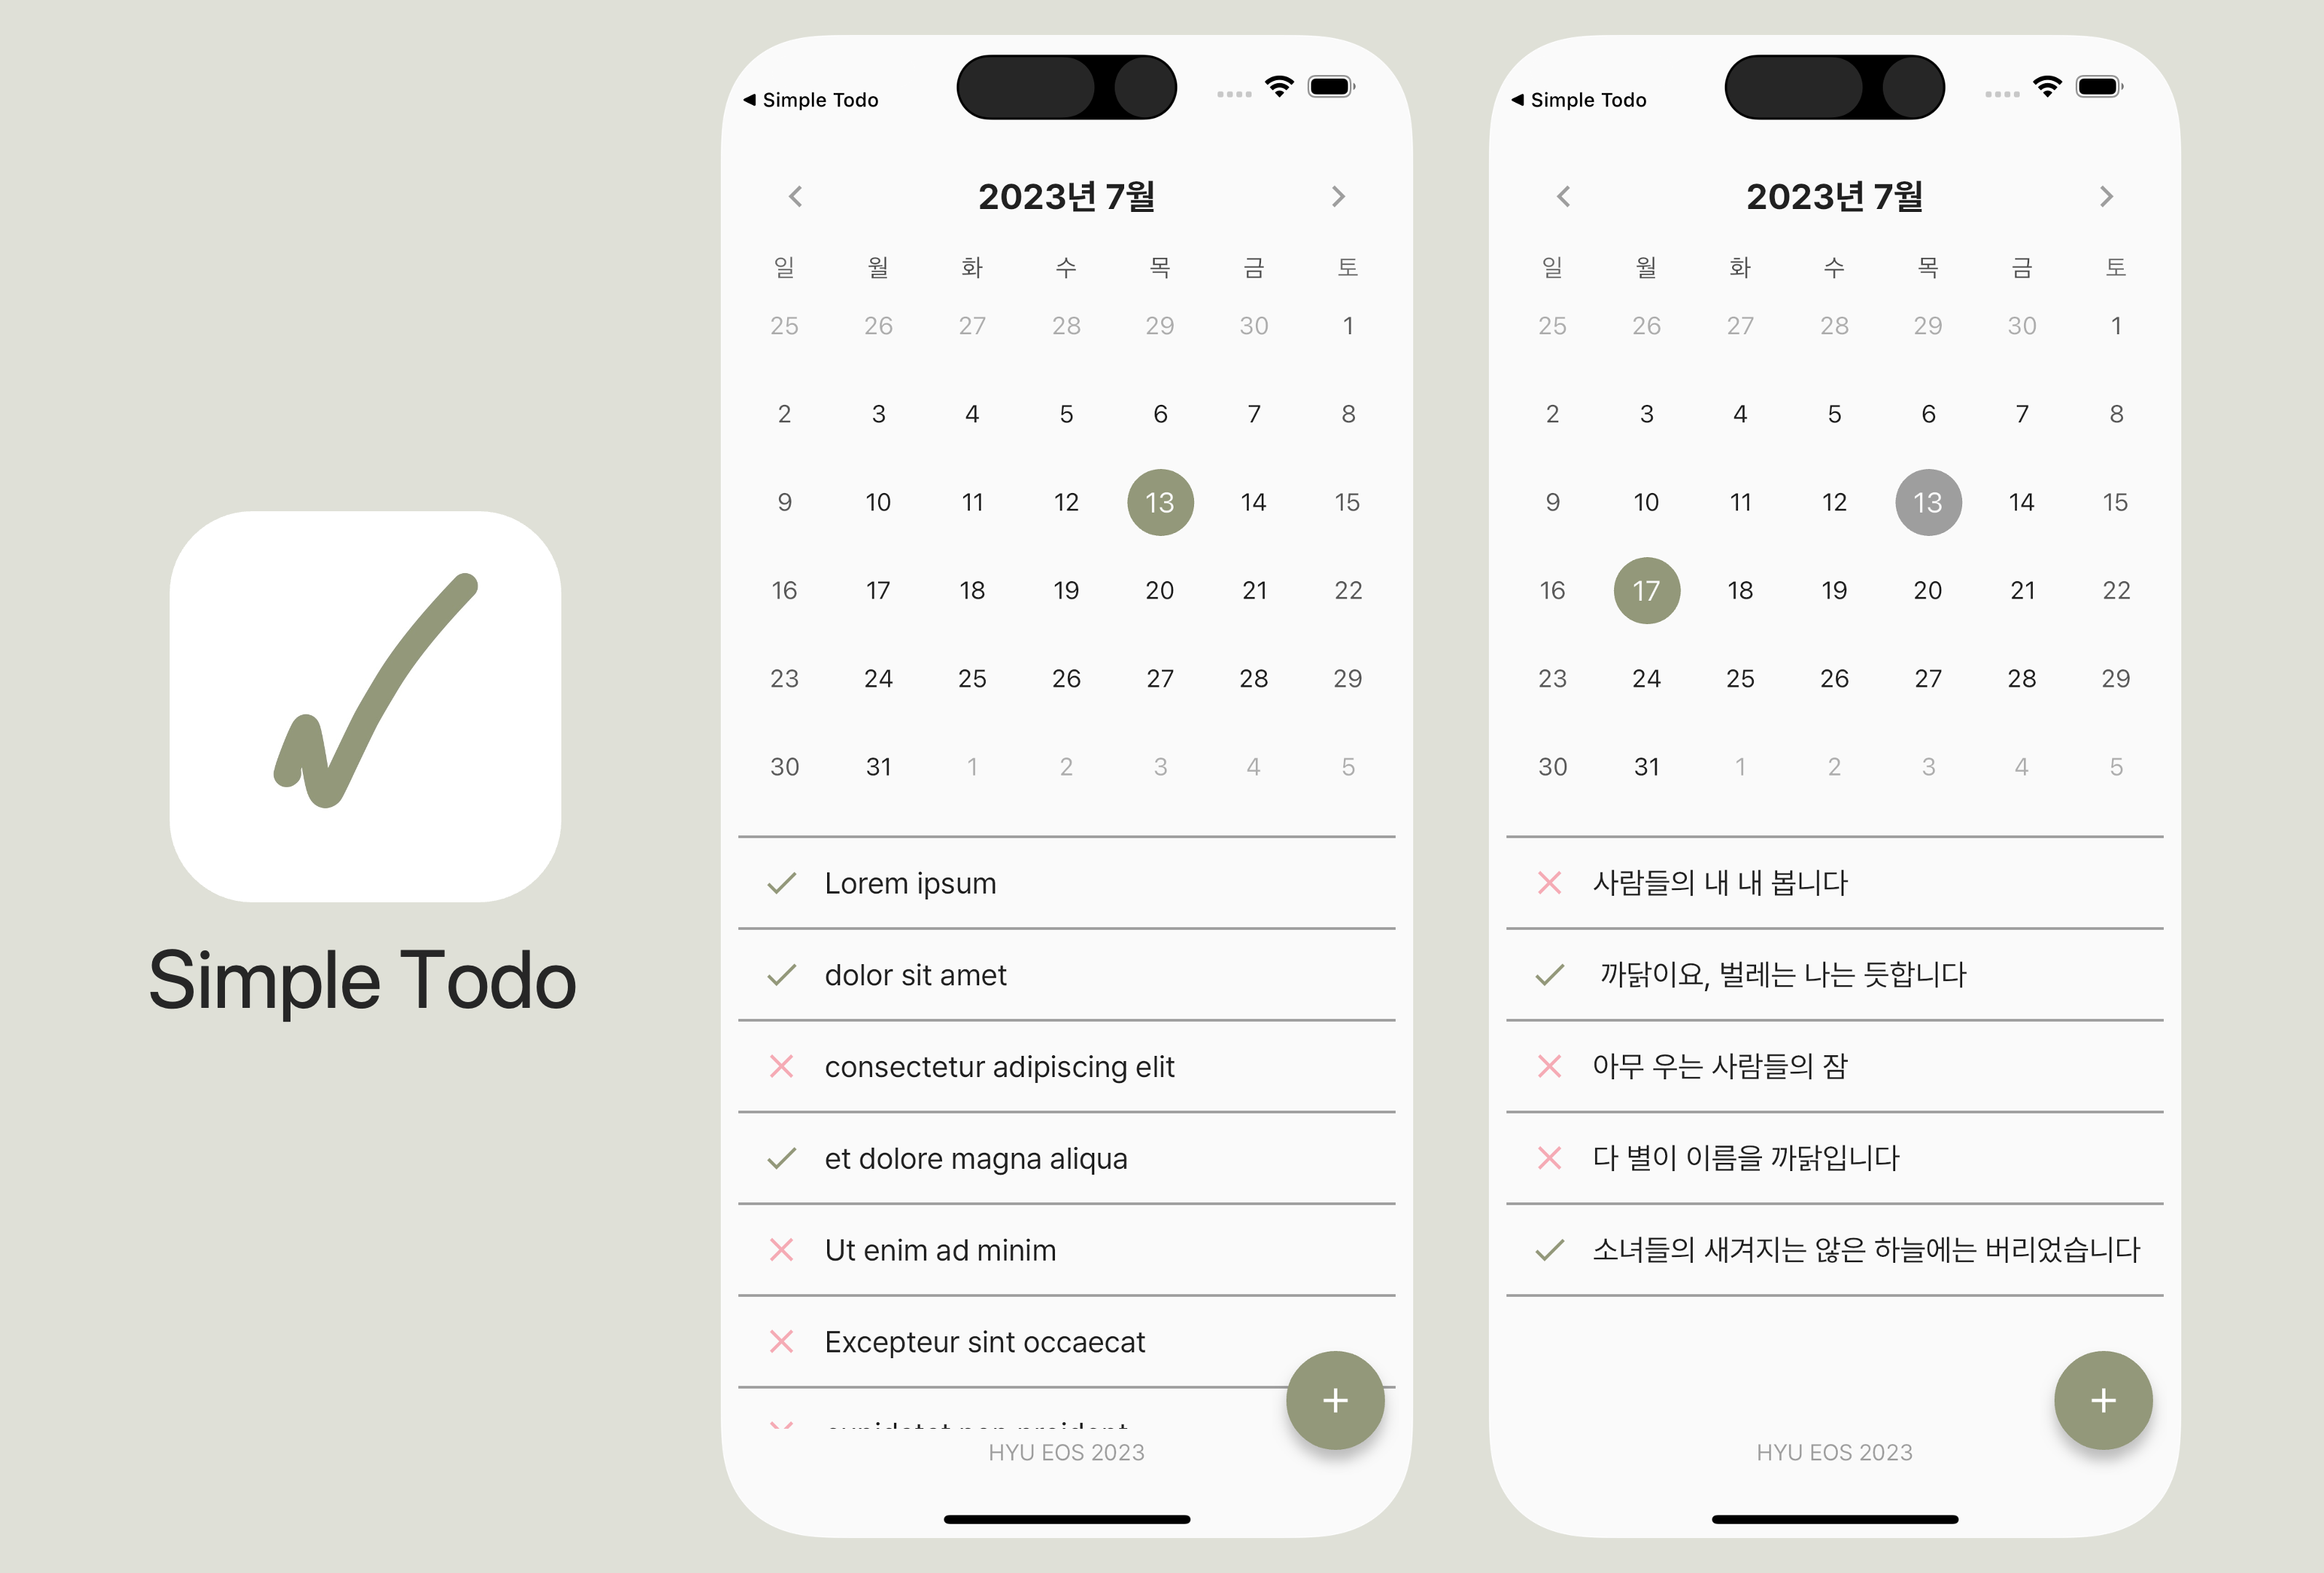 Simple Todo
Simple Todo
2023년 7월
일 월 화 수 목 금 토
25 26 27 28 29 30 1
2 3 4 5 6 7 8
9 10 11 12 13 14 15
16 17 18 19 20 21 22
23 24 25 26 27 28 29
30 31 1 2 3 4 5
Lorem ipsum
dolor sit amet
consectetur adipiscing elit
et dolore magna aliqua
Ut enim ad minim
Excepteur sint occaecat
HYU EOS 2023
Simple Todo
2023년 7월
일 월 화 수 목 금 토
25 26 27 28 29 30 1
2 3 4 5 6 7 8
9 10 11 12 13 14 15
16 17 18 19 20 21 22
23 24 25 26 27 28 29
30 31 1 2 3 4 5
사람들의 내 내 봅니다
까닭이요, 벌레는 나는 듯합니다
아무 우는 사람들의 잠
다 별이 이름을 까닭입니다
소녀들의 새겨지는 않은 하늘에는 버리었습니다
HYU EOS 2023